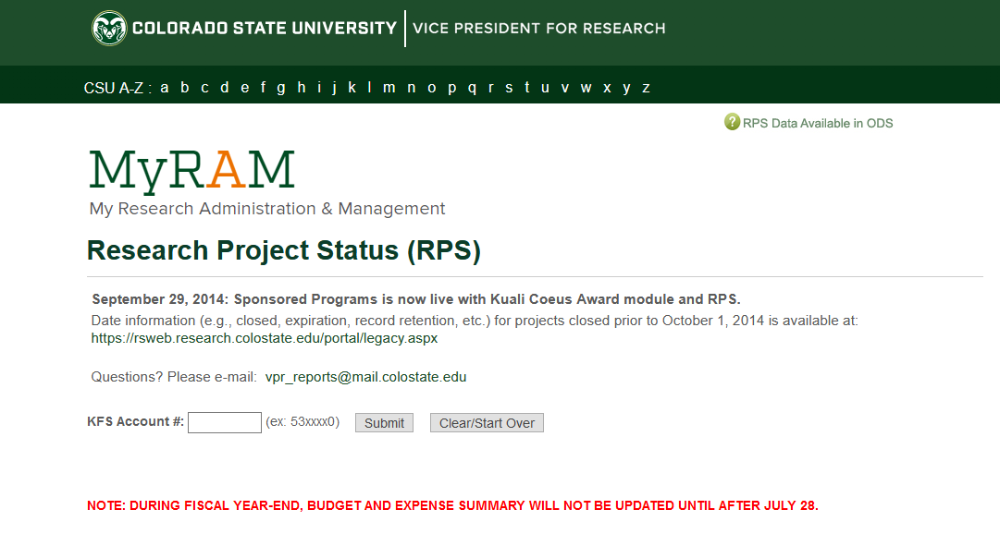 COLORADO STATE UNIVERSITY VICE PRESIDENT FOR RESEARCH
CSU A-Z : a b c d e f g h i j k l m n o p q r s t u v w x y z
? RPS Data Available in ODS
MyRAM
My Research Administration & Management
Research Project Status (RPS)
September 29, 2014: Sponsored Programs is now live with Kuali Coeus Award module and RPS.
Date information (e.g., closed, expiration, record retention, etc.) for projects closed prior to October 1, 2014 is available at:
https://rsweb.research.colostate.edu/portal/legacy.aspx
Questions? Please e-mail: vpr_reports@mail.colostate.edu
KFS Account #: (ex: 53xxxx0) Submit Clear/Start Over
NOTE: DURING FISCAL YEAR-END, BUDGET AND EXPENSE SUMMARY WILL NOT BE UPDATED UNTIL AFTER JULY 28.